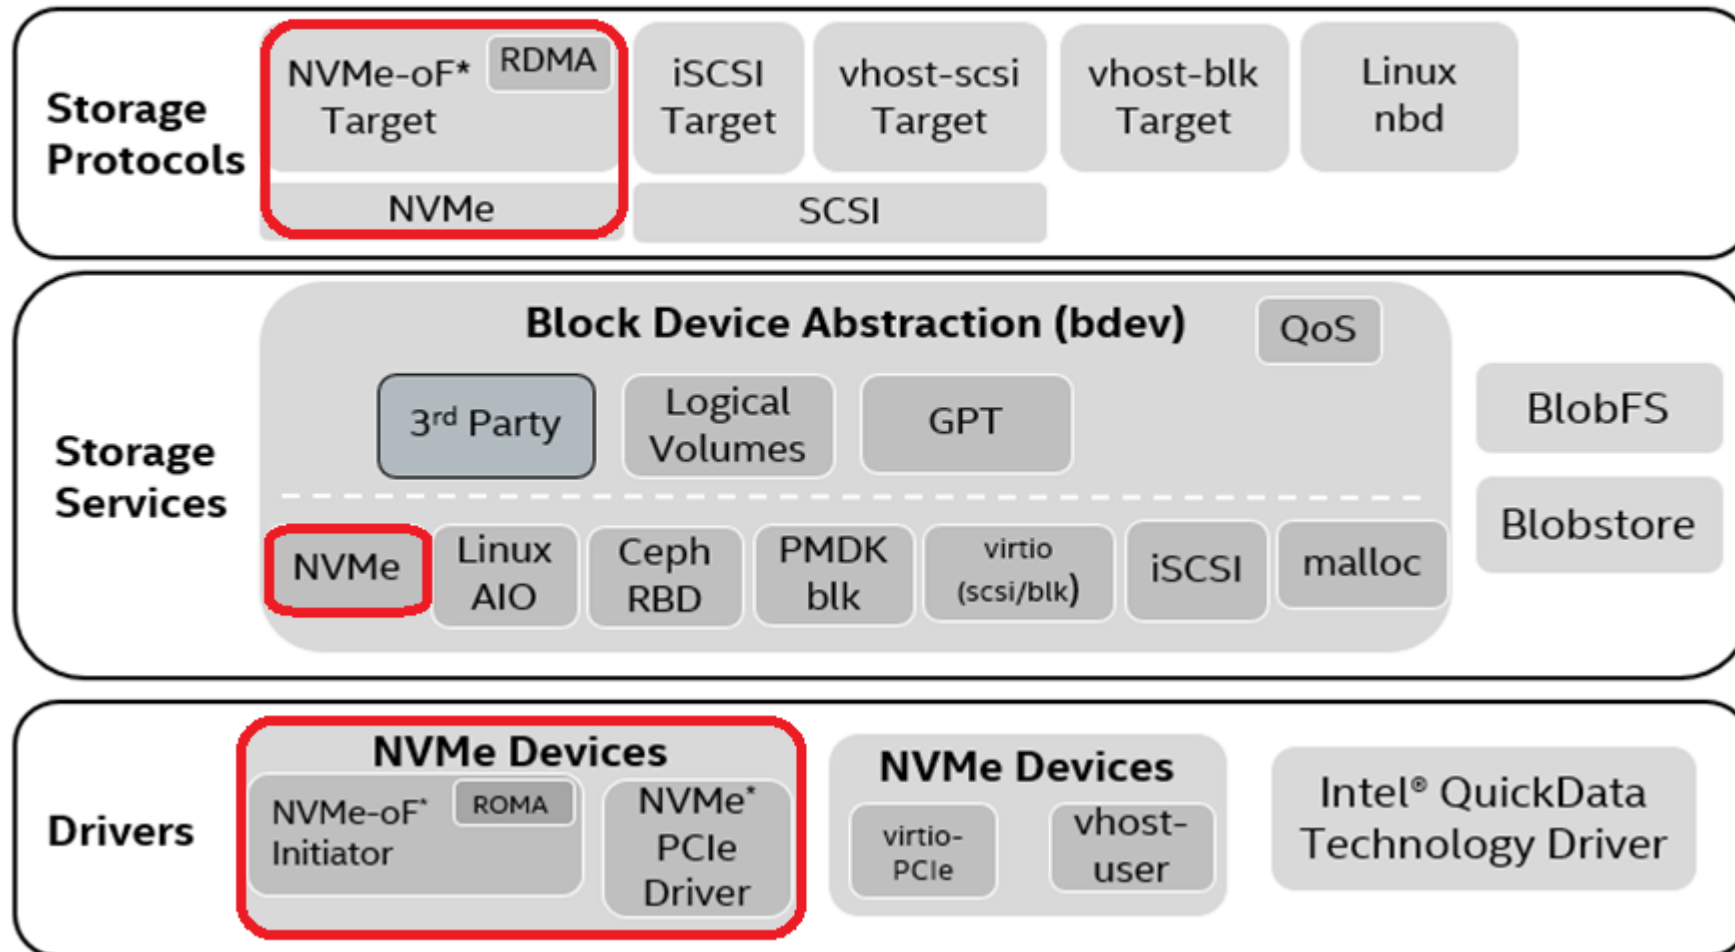 Storage
Protocols
NVMe-oF*
Target
RDMA
NVMe
iSCSI
Target
vhost-scsi
Target
SCSI
vhost-blk
Target
Linux
nbd
Storage
Services
Block Device Abstraction (bdev)
QoS
3rd Party
Logical
Volumes
GPT
NVMe
Linux
AIO
Ceph
RBD
PMDK
blk
virtio
(scsi/blk)
iSCSI
malloc
BlobFS
Blobstore
Drivers
NVMe Devices
NVMe-oF*
Initiator
ROMA
NVMe*
PCIe
Driver
NVMe Devices
virtio-
PCIe
vhost-
user
Intel® QuickData
Technology Driver